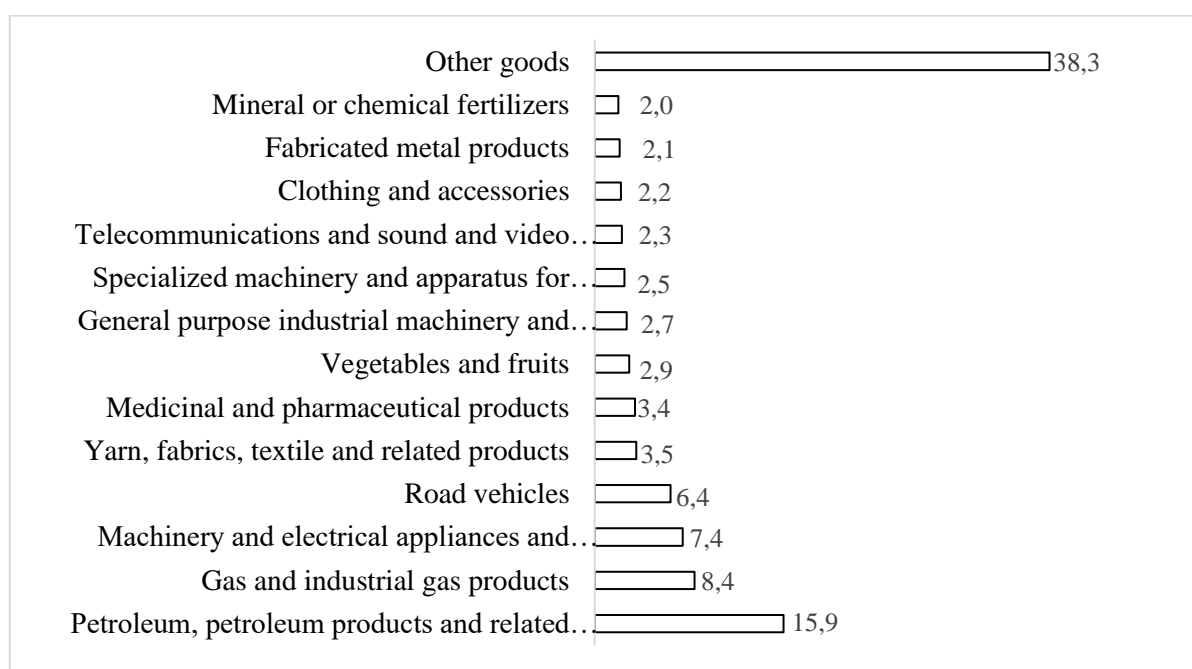 Other goods 38,3
Mineral or chemical fertilizers 2,0
Fabricated metal products 2,1
Clothing and accessories 2,2
Telecommunications and sound and video… 2,3
Specialized machinery and apparatus for… 2,5
General purpose industrial machinery and… 2,7
Vegetables and fruits 2,9
Medicinal and pharmaceutical products 3,4
Yarn, fabrics, textile and related products 3,5
Road vehicles 6,4
Machinery and electrical appliances and… 7,4
Gas and industrial gas products 8,4
Petroleum, petroleum products and related… 15,9